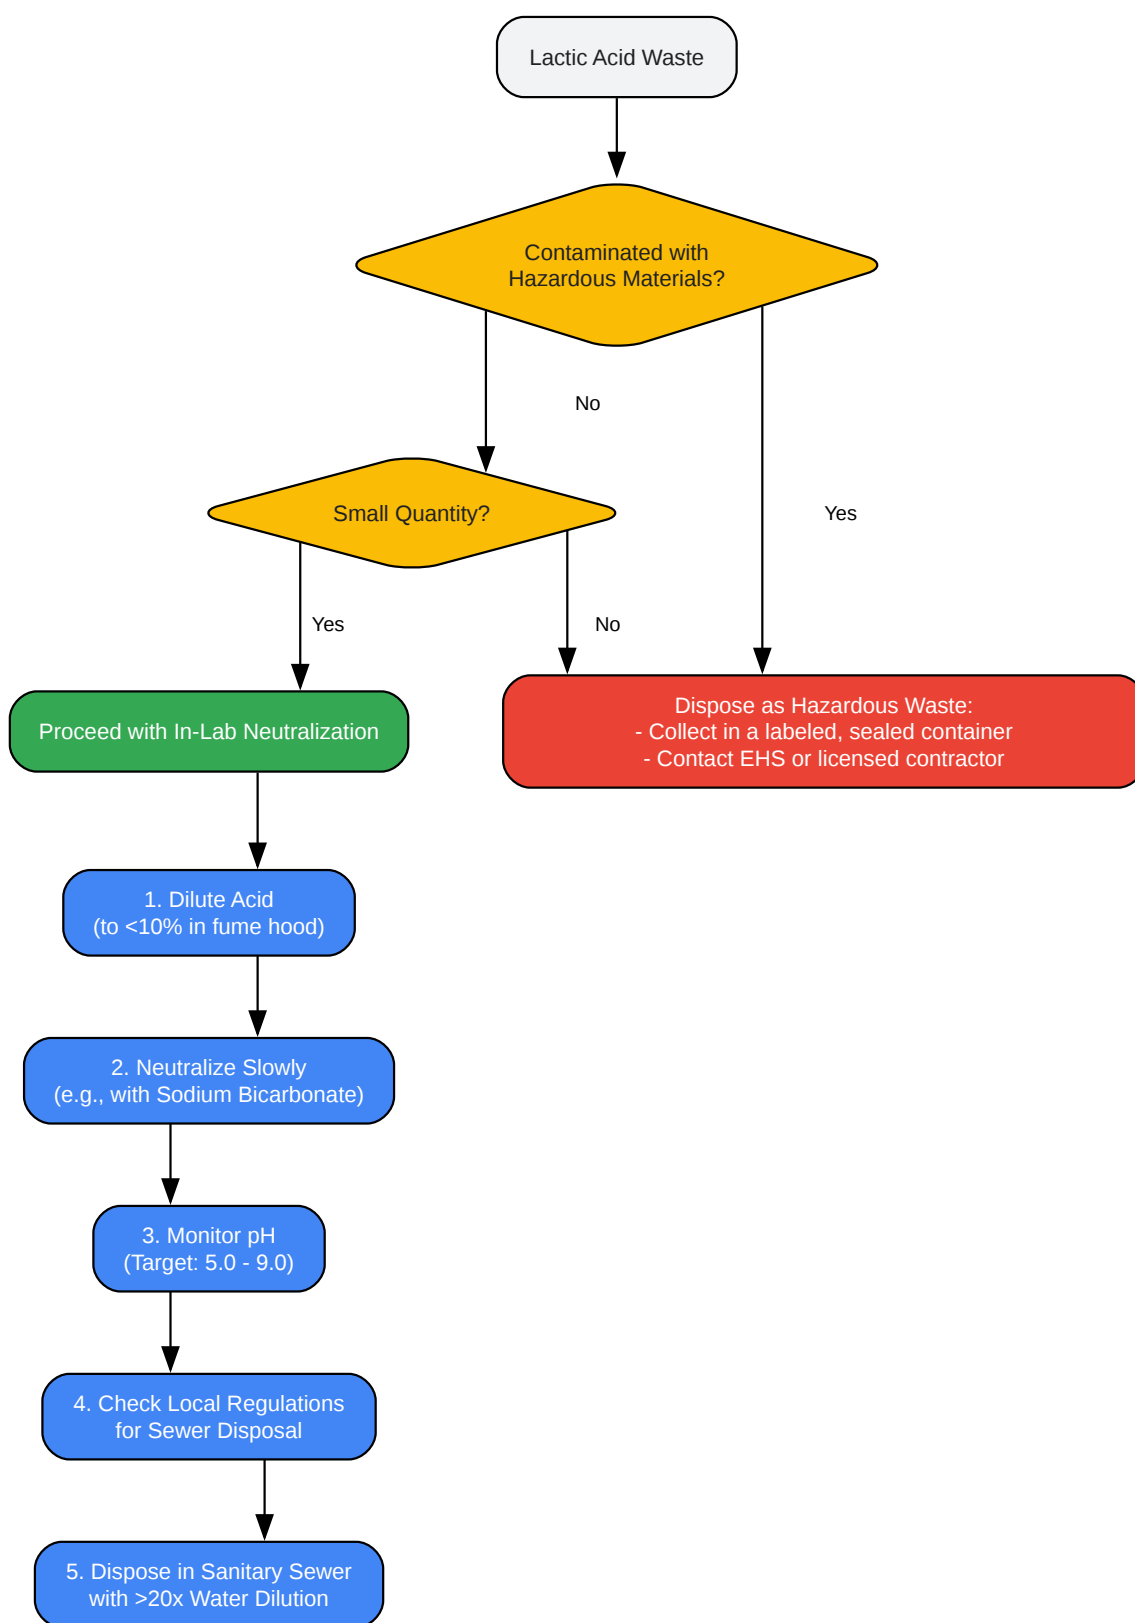 Lactic Acid Waste
Contaminated with
Hazardous Materials?
No
Small Quantity?
Yes
Yes
No
Proceed with In-Lab Neutralization
Dispose as Hazardous Waste:
- Collect in a labeled, sealed container
- Contact EHS or licensed contractor
1. Dilute Acid
(to <10% in fume hood)
2. Neutralize Slowly
(e.g., with Sodium Bicarbonate)
3. Monitor pH
(Target: 5.0 - 9.0)
4. Check Local Regulations
for Sewer Disposal
5. Dispose in Sanitary Sewer
with >20x Water Dilution